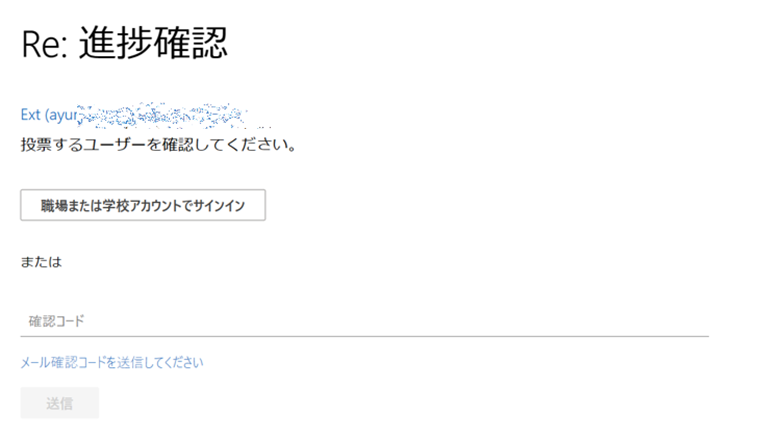 Re: 進捗確認
Ext (ayur
投票するユーザーを確認してください。
職場または学校アカウントでサインイン
または
確認コード
メール確認コードを送信してください
送信